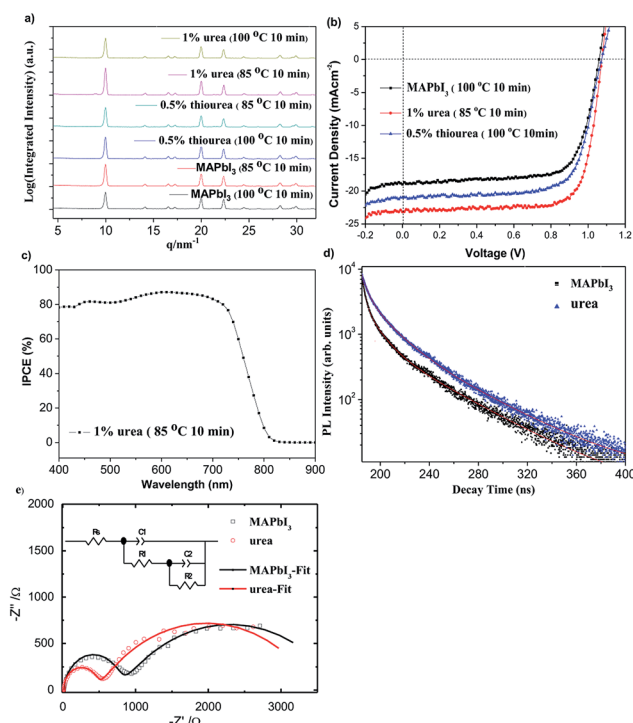 a)
1% urea (100 °C 10 min)
1% urea (85 °C 10 min)
0.5% thiourea (85 °C 10 min)
0.5% thiourea (100 °C 10 min)
MAPbI3 (85 °C 10 min)
MAPbI3 (100 °C 10 min)
Log(Integrated Intensity) (a.u.)
5 10 15 20 25 30
q/nm-1
(b)
5
0
-5
-10
-15
-20
-25
MAPbI3 ( 100 °C 10 min)
1% urea ( 85 °C 10 min)
0.5% thiourea (100 °C 10min)
Current Density (mAcm-2)
-0.2 0.0 0.2 0.4 0.6 0.8 1.0 1.2
Voltage (V)
c)
100
80
60
40
20
0
IPCE (%)
1% urea ( 85 °C 10 min)
400 500 600 700 800 900
Wavelength (nm)
d)
10^4
10^3
10^2
MAPbI3
urea
PL Intensity (arb. units)
200 240 280 320 360 400
Decay Time (ns)
e)
2000
1500
1000
500
0
-Z'' /Ω
Rs
C1
R1
C2
R2
MAPbI3
urea
MAPbI3-Fit
urea-Fit
0 1000 2000 3000
-Z' /Ω